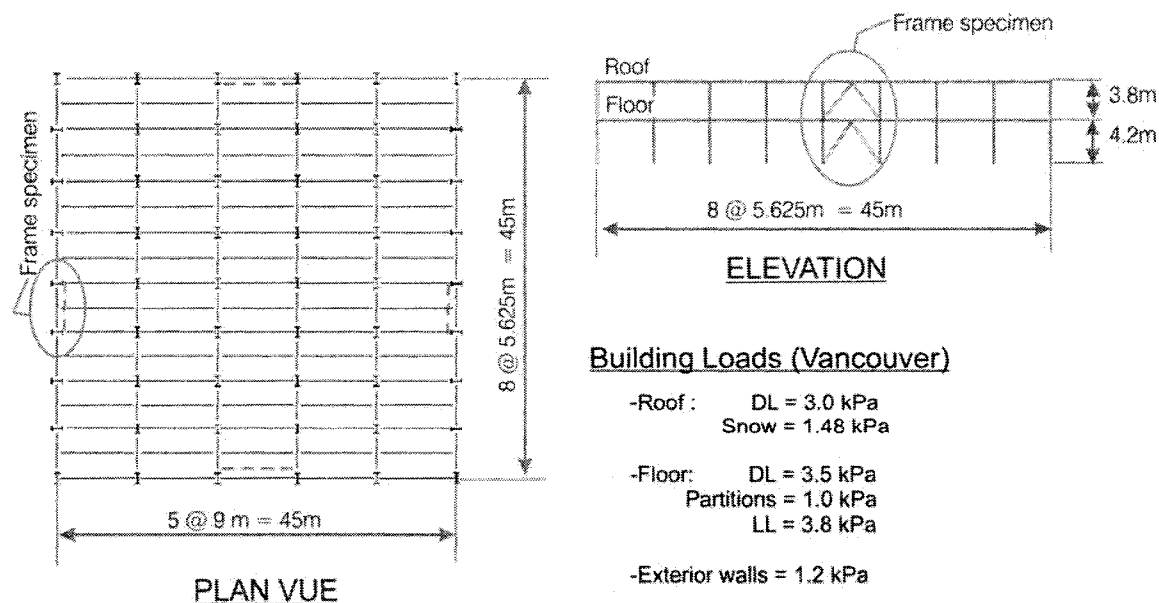 Frame specimen
8 @ 5.625m = 45m
5 @ 9 m = 45m
PLAN VUE
Frame specimen
Roof
Floor
3.8m
4.2m
8 @ 5.625m = 45m
ELEVATION
Building Loads (Vancouver)
-Roof : DL = 3.0 kPa
Snow = 1.48 kPa
-Floor: DL = 3.5 kPa
Partitions = 1.0 kPa
LL = 3.8 kPa
-Exterior walls = 1.2 kPa